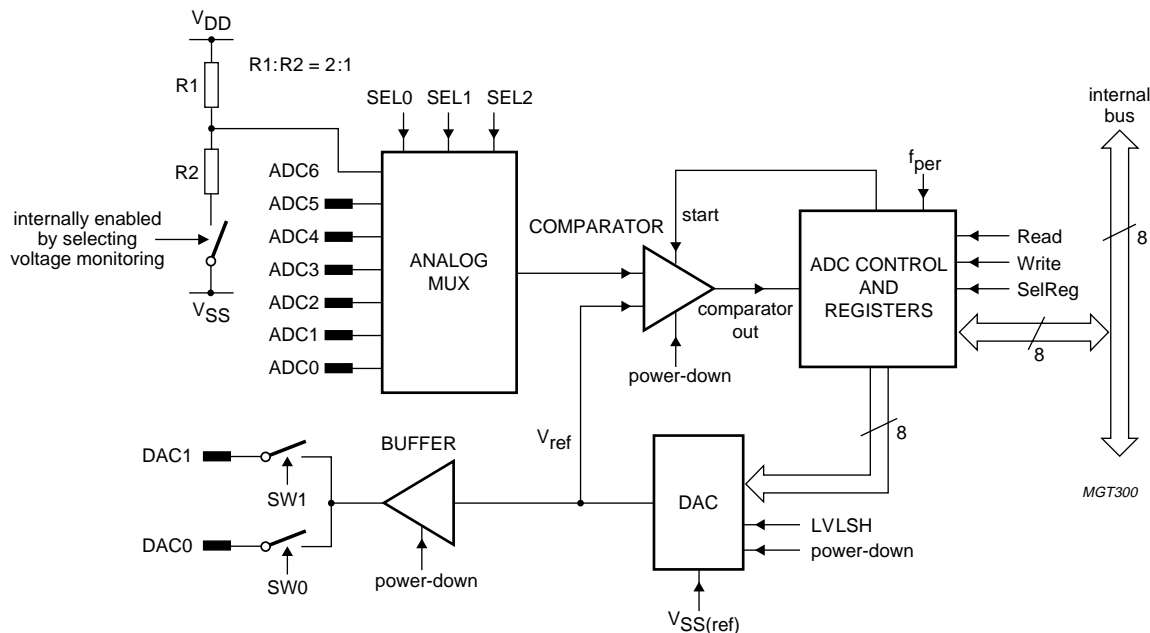 VDD
R1
R1:R2 = 2:1
R2
internally enabled
by selecting
voltage monitoring
VSS
SEL0 SEL1 SEL2
ADC6
ADC5
ADC4
ADC3
ADC2
ADC1
ADC0
ANALOG
MUX
COMPARATOR
start
fper
internal
bus
8
ADC CONTROL
AND
REGISTERS
Read
Write
SelReg
8
comparator
out
power-down
8
Vref
BUFFER
DAC1
SW1
DAC0
SW0
power-down
DAC
LVLSH
power-down
VSS(ref)
MGT300